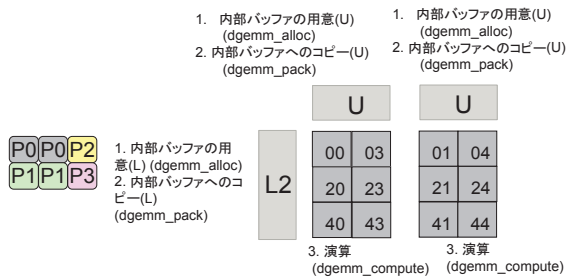 1. 内部バッファの用意(U)
(dgemm_alloc)
2. 内部バッファへのコピー(U)
(dgemm_pack)
1. 内部バッファの用意(U)
(dgemm_alloc)
2. 内部バッファへのコピー(U)
(dgemm_pack)
U
U
P0 P0 P2
P1 P1 P3
1. 内部バッファの用
意(L) (dgemm_alloc)
2. 内部バッファへのコ
ピー(L)
(dgemm_pack)
L2
00 03
20 23
40 43
01 04
21 24
41 44
3. 演算
(dgemm_compute)
3. 演算
(dgemm_compute)